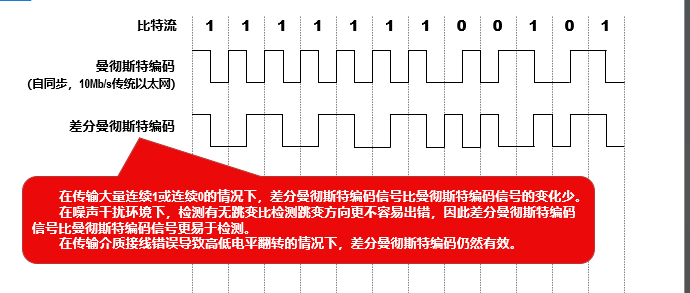 比特流 1 1 1 1 1 1 1 0 0 1 0 1
曼彻斯特编码
(自同步，10Mb/s传统以太网)
差分曼彻斯特编码
在传输大量连续1或连续0的情况下，差分曼彻斯特编码信号比曼彻斯特编码信号的变化少。
在噪声干扰环境下，检测有无跳变比检测跳变方向更不容易出错，因此差分曼彻斯特编码
信号比曼彻斯特编码信号更易于检测。
在传输介质接线错误导致高低电平翻转的情况下，差分曼彻斯特编码仍然有效。